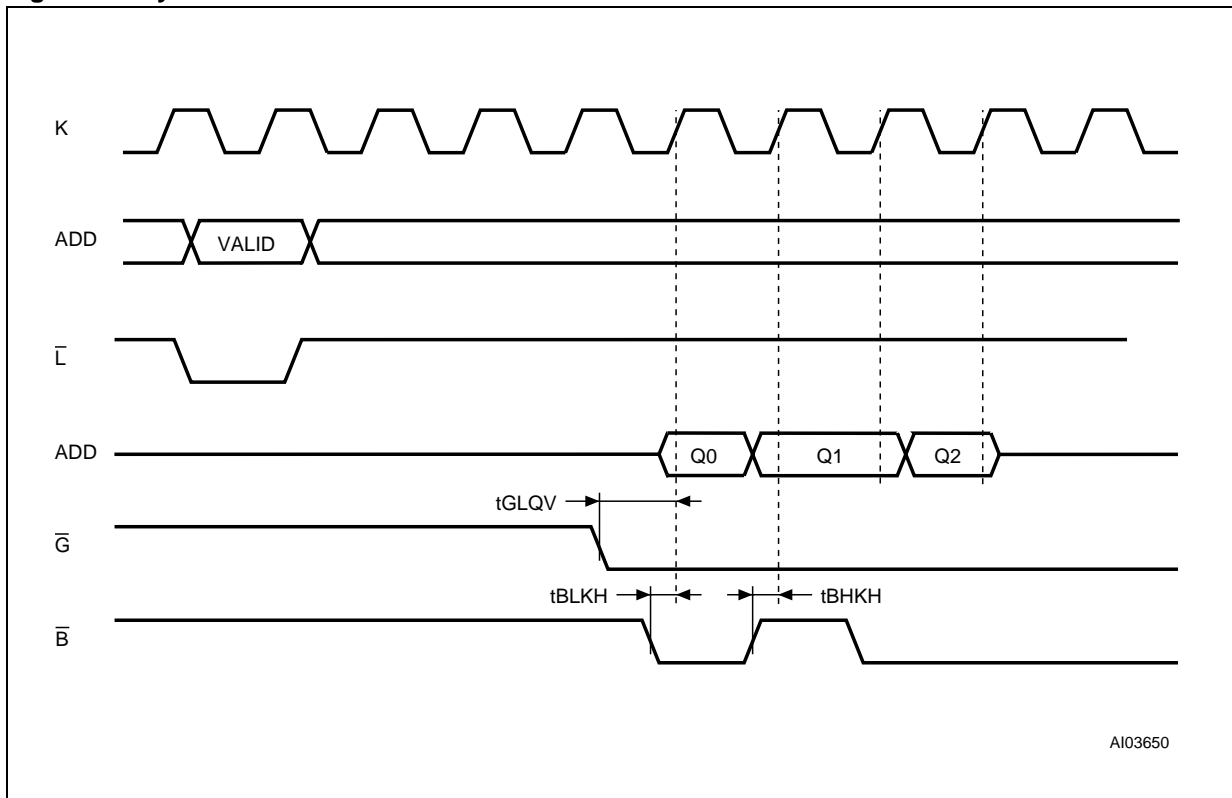 K
ADD
VALID
L̅
ADD
Q0 Q1 Q2
tGLQV
G̅
tBLKH tBHKH
B̅
AI03650